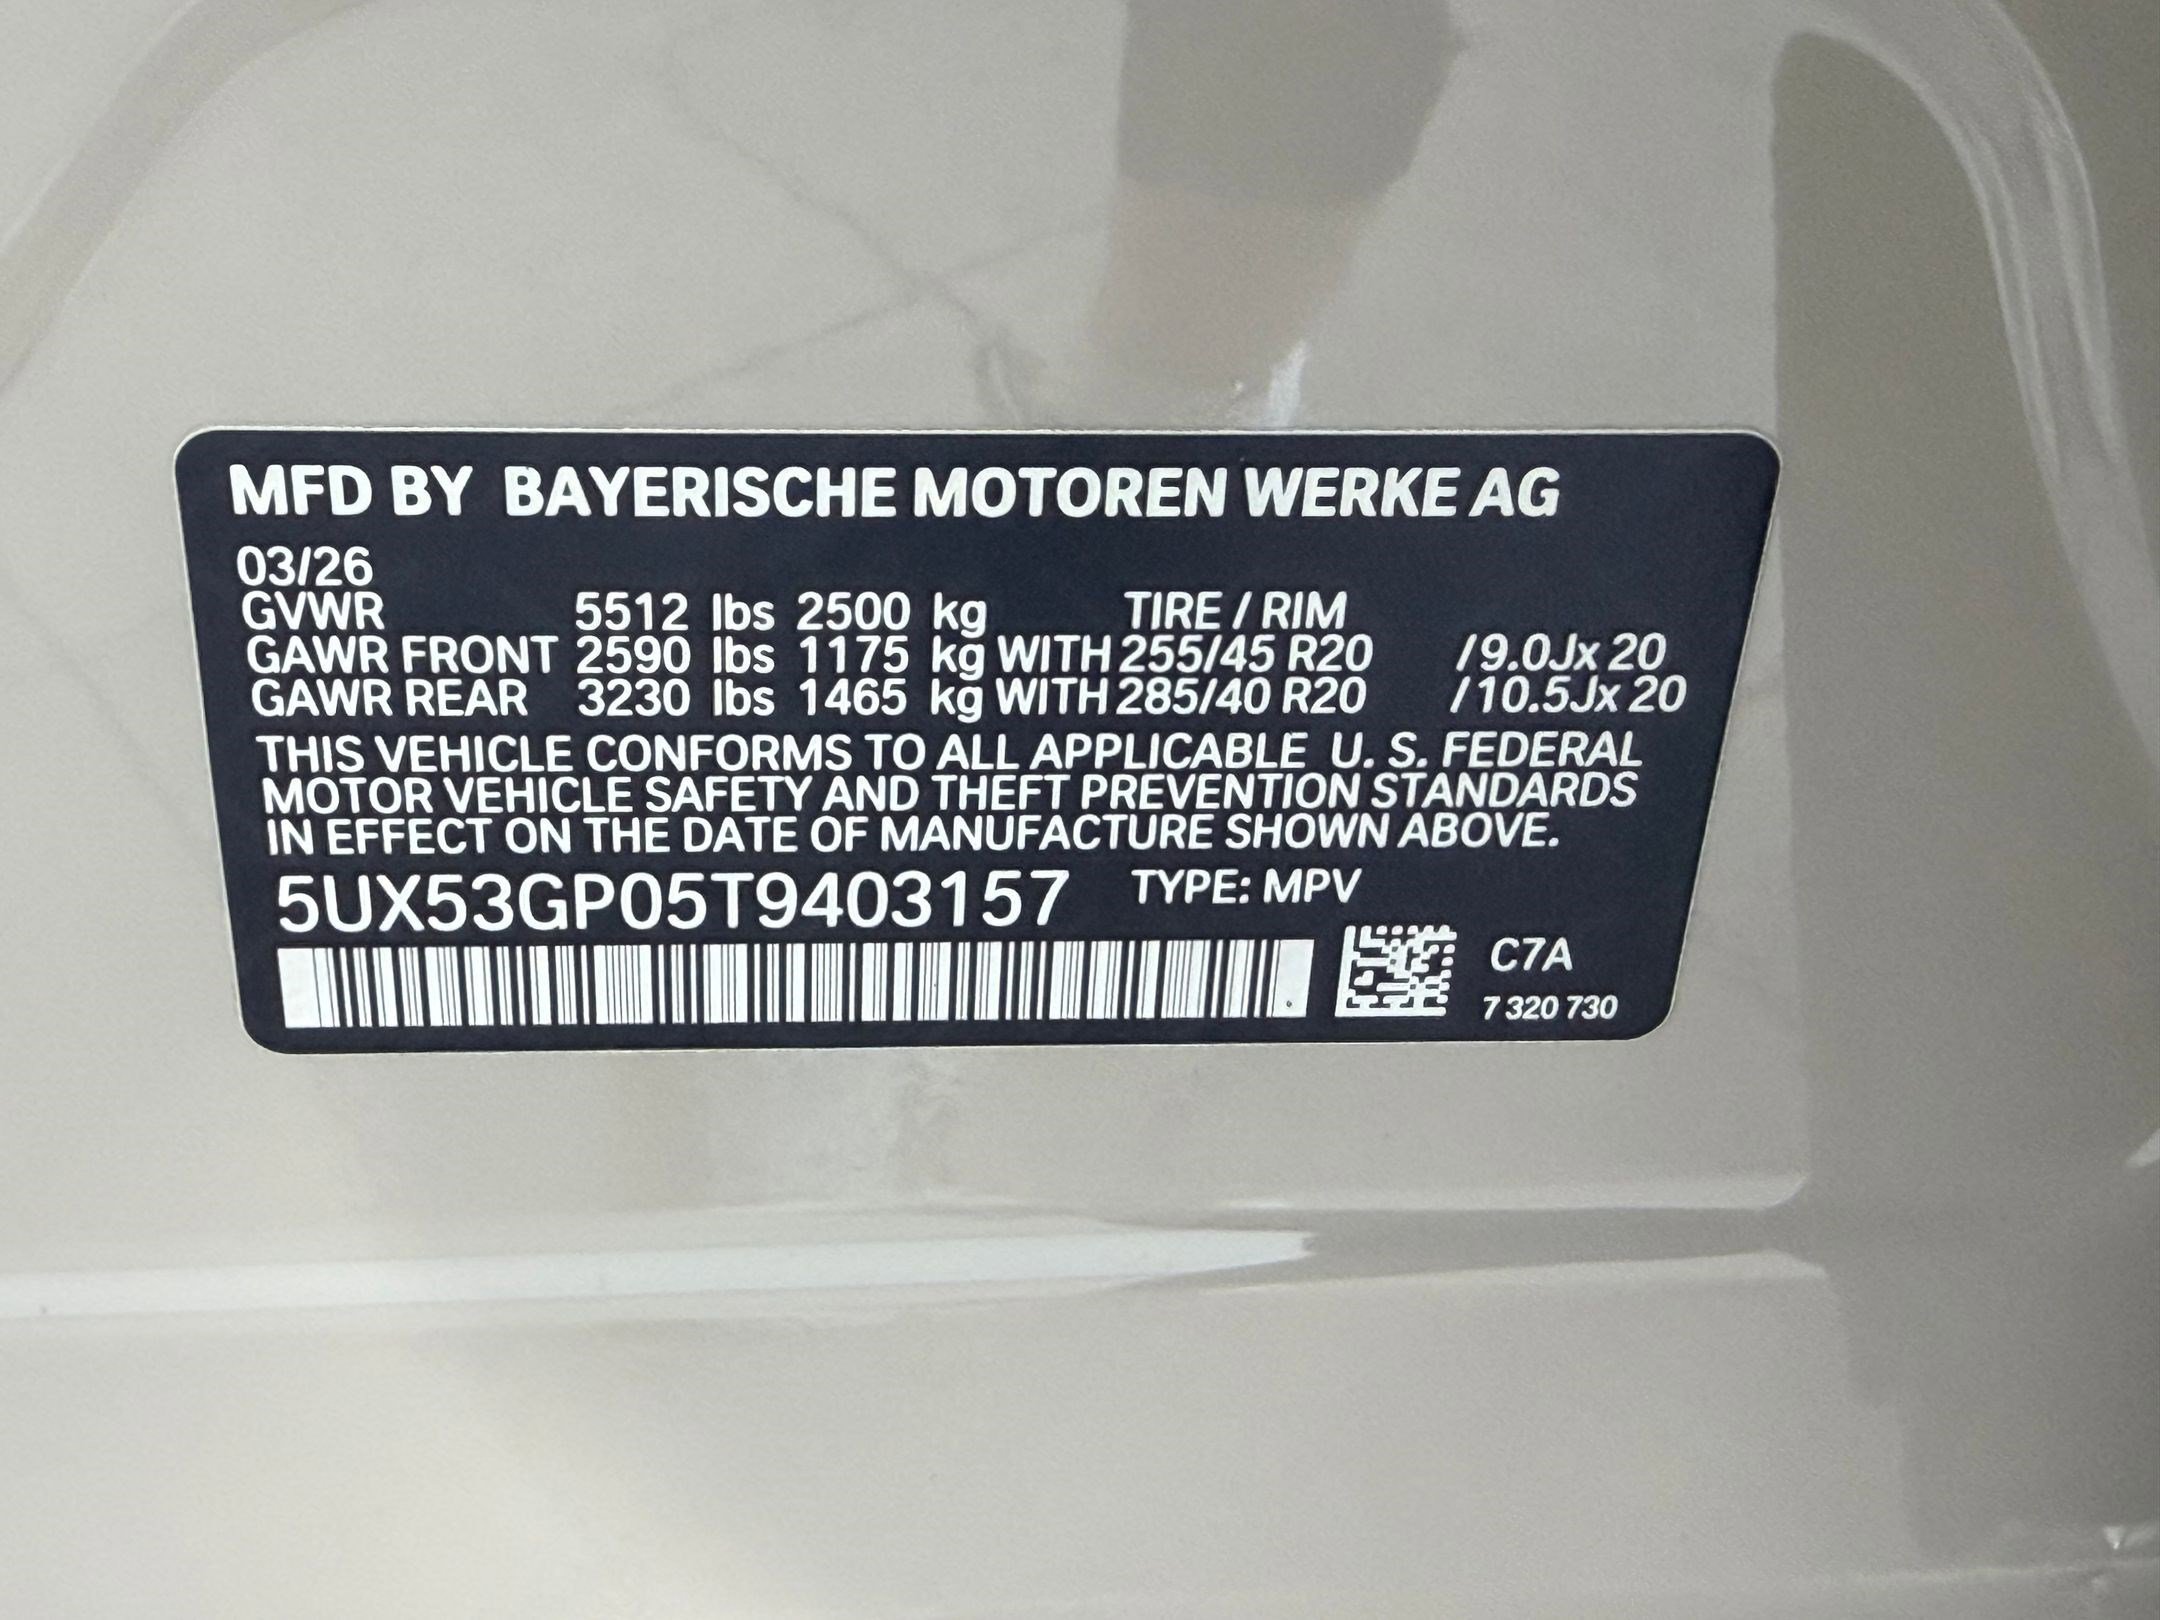 MFD BY BAYERISCHE MOTOREN WERKE AG
03/26
GVWR 5512 lbs 2500 kg TIRE / RIM
GAWR FRONT 2590 lbs 1175 kg WITH 255/45 R20 /9.0Jx 20
GAWR REAR 3230 lbs 1465 kg WITH 285/40 R20 /10.5Jx 20
THIS VEHICLE CONFORMS TO ALL APPLICABLE U. S. FEDERAL
MOTOR VEHICLE SAFETY AND THEFT PREVENTION STANDARDS
IN EFFECT ON THE DATE OF MANUFACTURE SHOWN ABOVE.
5UX53GP05T9403157 TYPE: MPV
C7A
7 320 730